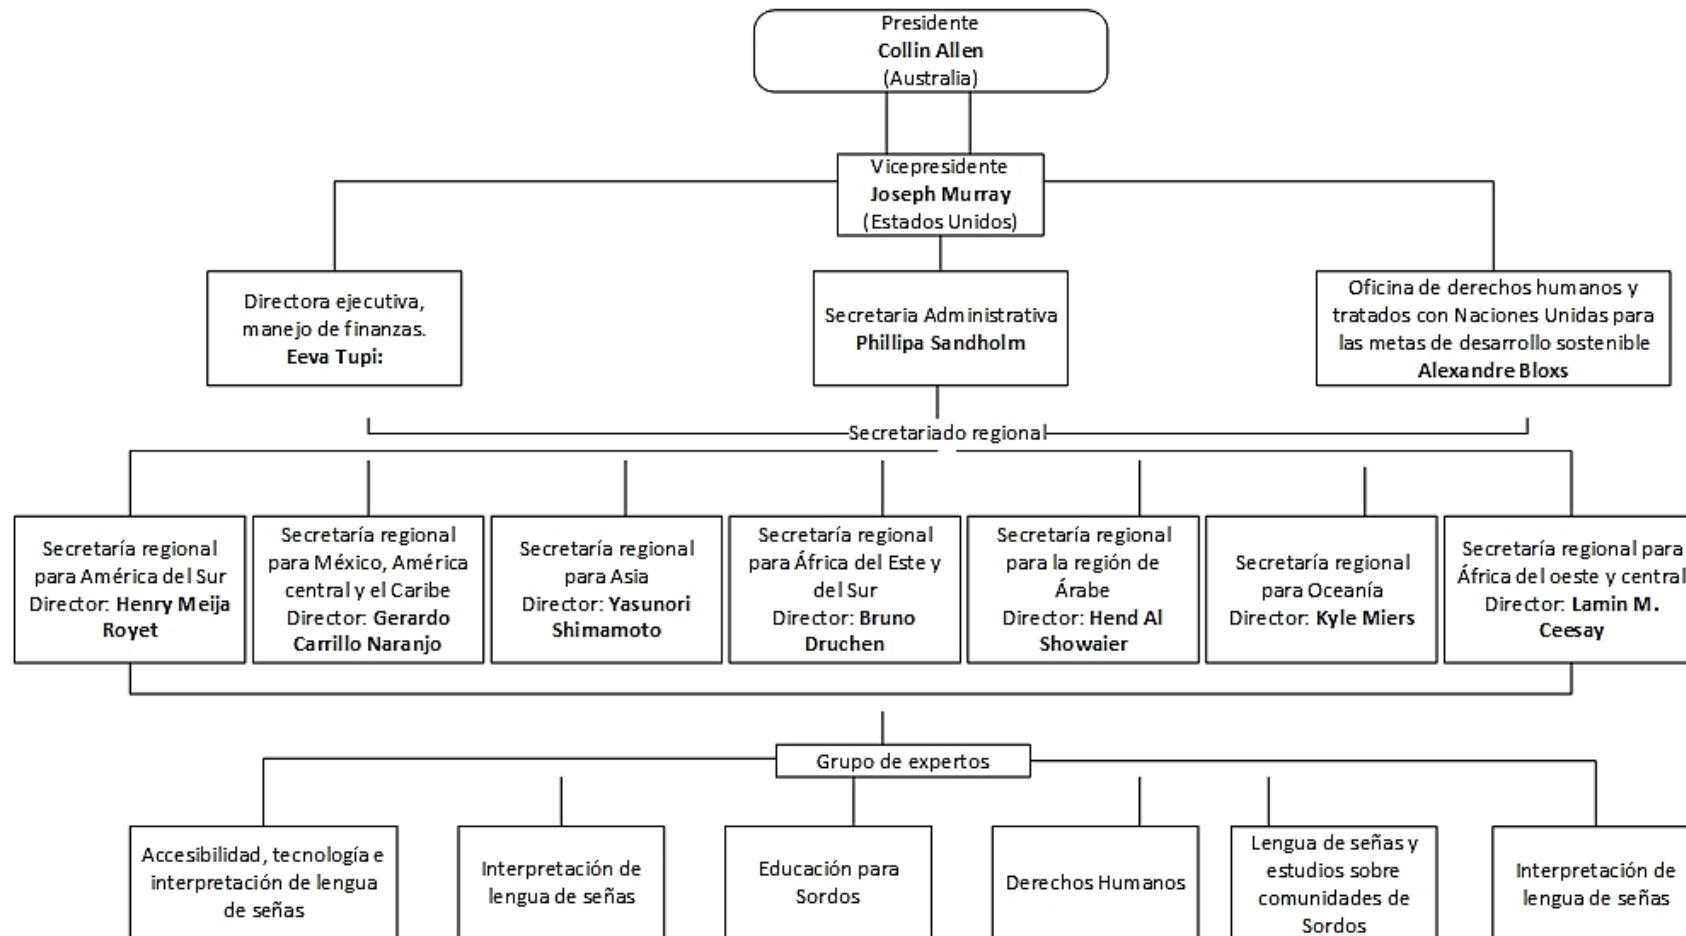 Presidente
Collin Allen
(Australia)
Vicepresidente
Joseph Murray
(Estados Unidos)
Directora ejecutiva,
manejo de finanzas.
Eeva Tupi:
Secretaria Administrativa
Phillipa Sandholm
Oficina de derechos humanos y
tratados con Naciones Unidas para
las metas de desarrollo sostenible
Alexandre Bloxs
Secretariado regional
Secretaría regional
para América del Sur
Director: Henry Meija
Royet
Secretaría regional
para México, América
central y el Caribe
Director: Gerardo
Carrillo Naranjo
Secretaría regional
para Asia
Director: Yasunori
Shimamoto
Secretaría regional
para África del Este y
del Sur
Director: Bruno
Druchen
Secretaría regional
para la región de
Árabe
Director: Hend Al
Showaier
Secretaría regional
para Oceanía
Director: Kyle Miers
Secretaría regional para
África del oeste y central
Director: Lamin M.
Ceesay
Grupo de expertos
Accesibilidad, tecnología e
interpretación de lengua
de señas
Interpretación de
lengua de señas
Educación para
Sordos
Derechos Humanos
Lengua de señas y
estudios sobre
comunidades de
Sordos
Interpretación de
lengua de señas